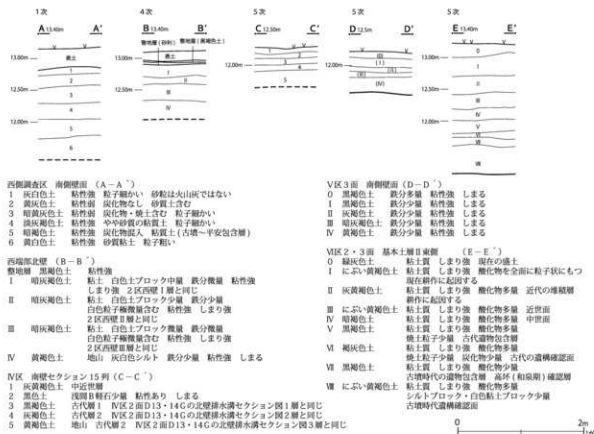 1次
4次
5次
5次
5次
A 13.40m A’
B 13.40m B’
C 12.50m C’
D 12.5m D’
E 13.40m E’
整地層(砂利)
整地層(黒褐色土)
表土
表土
13.00m
12.50m
12.00m
13.00m
12.50m
12.00m
12.00m
13.00m
12.00m
西側調査区 南側壁面 (A-A’)
1 灰白色土 粘性強 粒子細かい 砂粒は火山灰ではない
2 黄灰色土 粘性弱 炭化物なし 砂質土含む
3 暗黄灰色土 粘性弱 炭化物・焼土含む 粒子細かい
4 淡灰褐色土 粘性強 やや砂質の粘質土 粒子細かい
5 暗褐色土 粘性強 炭化物混入 粘質土(古墳~平安包含層)
6 黄白色土 粘性強 砂質粘土 粒子粗い
西端部北壁 (B-B’)
整地層 黒褐色土 粘性強
Ⅰ 暗灰褐色土 粘土 白色土ブロック中量 鉄分微量 粘性強
しまり強 2区西壁Ⅰ層と同じ
Ⅱ 暗灰褐色土 粘土 白色土ブロック少量 鉄分少量
白色粒子極微量含む 粘性強 しまり強
2区西壁Ⅱ層と同じ
Ⅲ 暗灰褐色土 粘土 白色土ブロック微量 鉄分微量
白色粒子極微量含む 粘性強 しまり強
2区西壁Ⅲ層と同じ
Ⅳ 黄褐色土 地山 灰白色シルト 鉄分少量 粘性強 しまる
Ⅳ区 南壁セクション15列(C-C’)
1 灰黄褐色土 中近世層
2 黒色土 浅間B軽石少量 粘性あり しまる
3 黒褐色土 古代層1 Ⅳ区2面D13・14Gの北壁排水溝セクション図1層と同じ
4 灰褐色土 古代層2 Ⅳ区2面D13・14Gの北壁排水溝セクション図2層と同じ
5 黄褐色土 地山 古代層2 Ⅳ区2面D13・14Gの北壁排水溝セクション図3層と同じ
Ⅴ区3面 南側壁面(D-D’)
0 黒褐色土 鉄分多量 粘性強 しまる
Ⅰ 黒褐色土 鉄分少量 粘性強 しまる
Ⅱ 灰褐色土 鉄分少量 粘性強 しまる
Ⅲ 暗灰褐色土 鉄分少量 粘性強 しまる
Ⅳ 黄褐色土 鉄分少量 粘性強 しまる
Ⅵ区2・3面 基本土層Ⅱ東側 (E-E’)
0 緑灰色土 粘土質 しまり強 現在の盛土
Ⅰ にぶい黄褐色土 粘土質 しまり強 酸化物を全面に粒子状にもつ
現在耕作に起因する
Ⅱ 灰黄褐色土 粘土質 しまり強 酸化物多量 近代の堆積層
耕作に起因する
Ⅲ にぶい黄褐色土 粘土質 しまり強 酸化物多量 近世面
Ⅳ 暗褐色土 粘土質 しまり強 酸化物多量 中世面
Ⅴ 黒褐色土 粘土質 しまり強 酸化物多量
焼土粒子少量 古代遺物包含層
Ⅵ 褐灰色土 粘土質 しまり強 酸化物多量
焼土粒子少量 炭化物少量 古代の遺構確認面
Ⅶ 黒褐色土 粘土質 しまり強 酸化物少量
古墳時代の遺物包含層 高坏(和泉期)確認層
Ⅷ にぶい黄褐色土 粘土質 しまり強 酸化物多量
シルトブロック・白色粘土ブロック少量
古墳時代遺構確認面
0 2m